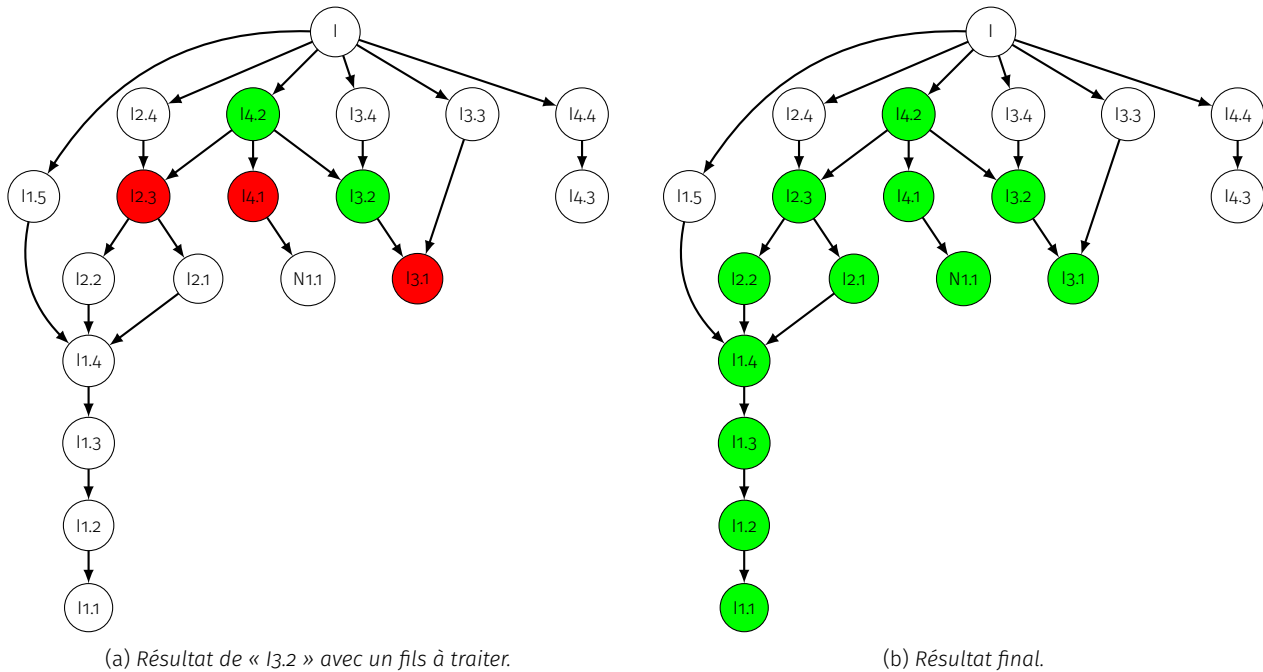 I
I2.4
I4.2
I3.4
I3.3
I4.4
I1.5
I2.3
I4.1
I3.2
I4.3
I2.2
I2.1
N1.1
I3.1
I1.4
I1.3
I1.2
I1.1
(a) Résultat de « I3.2 » avec un fils à traiter.
I
I2.4
I4.2
I3.4
I3.3
I4.4
I1.5
I2.3
I4.1
I3.2
I4.3
I2.2
I2.1
N1.1
I3.1
I1.4
I1.3
I1.2
I1.1
(b) Résultat final.